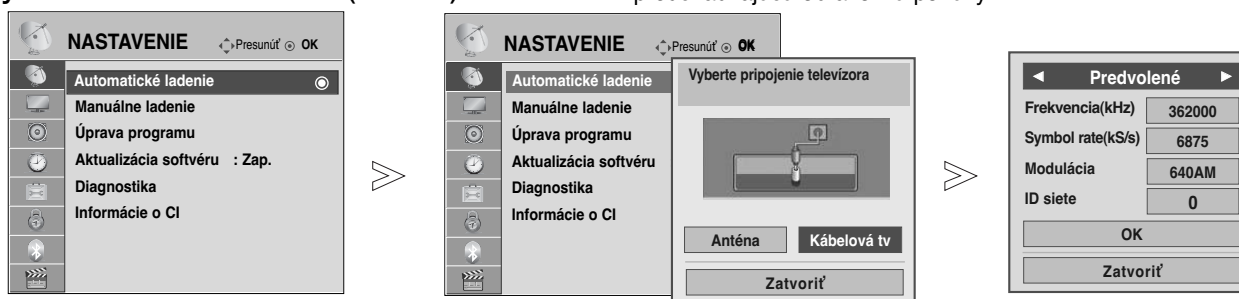 NASTAVENIE Presunúť OK
Automatické ladenie
Manuálne ladenie
Úprava programu
Aktualizácia softvéru : Zap.
Diagnostika
Informácie o CI
NASTAVENIE Presunúť OK
Automatické ladenie
Manuálne ladenie
Úprava programu
Aktualizácia softvéru
Diagnostika
Informácie o CI
Vyberte pripojenie televízora
Anténa Kábelová tv
Zatvoriť
Predvolené
Frekvencia(kHz) 362000
Symbol rate(kS/s) 6875
Modulácia 640AM
ID siete 0
OK
Zatvoriť